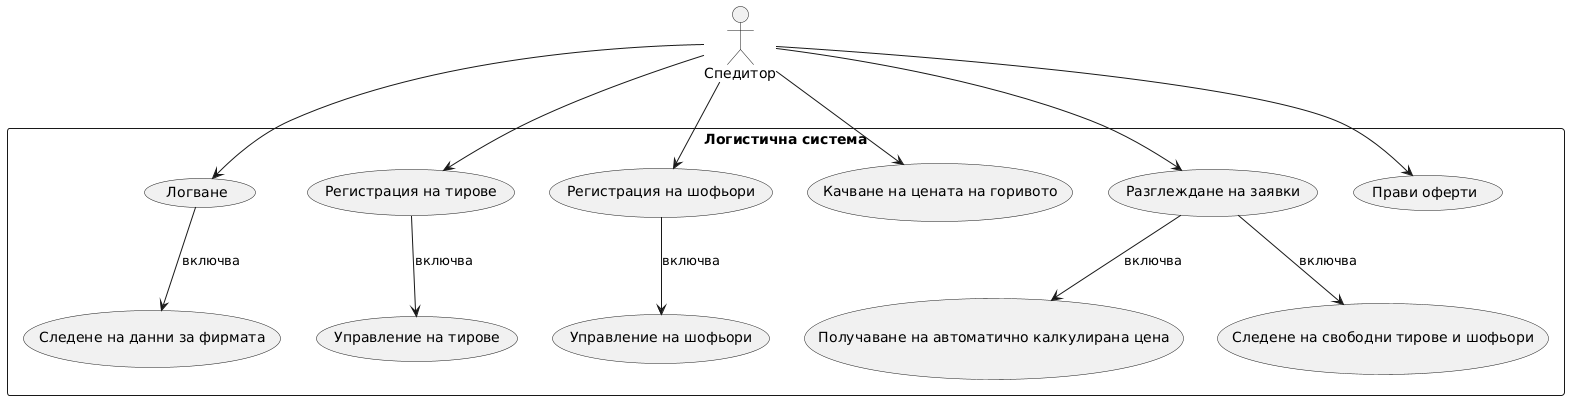 Спедитор
Логистична система
Логване
Регистрация на тирове
Регистрация на шофьори
Качване на цената на горивото
Разглеждане на заявки
Прави оферти
включва
включва
включва
включва
включва
Следене на данни за фирмата
Управление на тирове
Управление на шофьори
Получаване на автоматично калкулирана цена
Следене на свободни тирове и шофьори